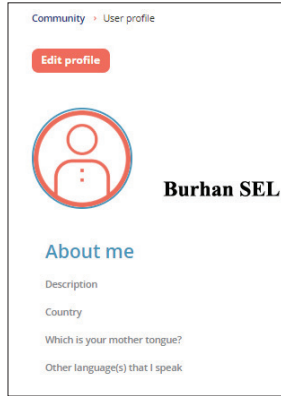 Community › User profile
Edit profile
Burhan SEL
About me
Description
Country
Which is your mother tongue?
Other language(s) that I speak